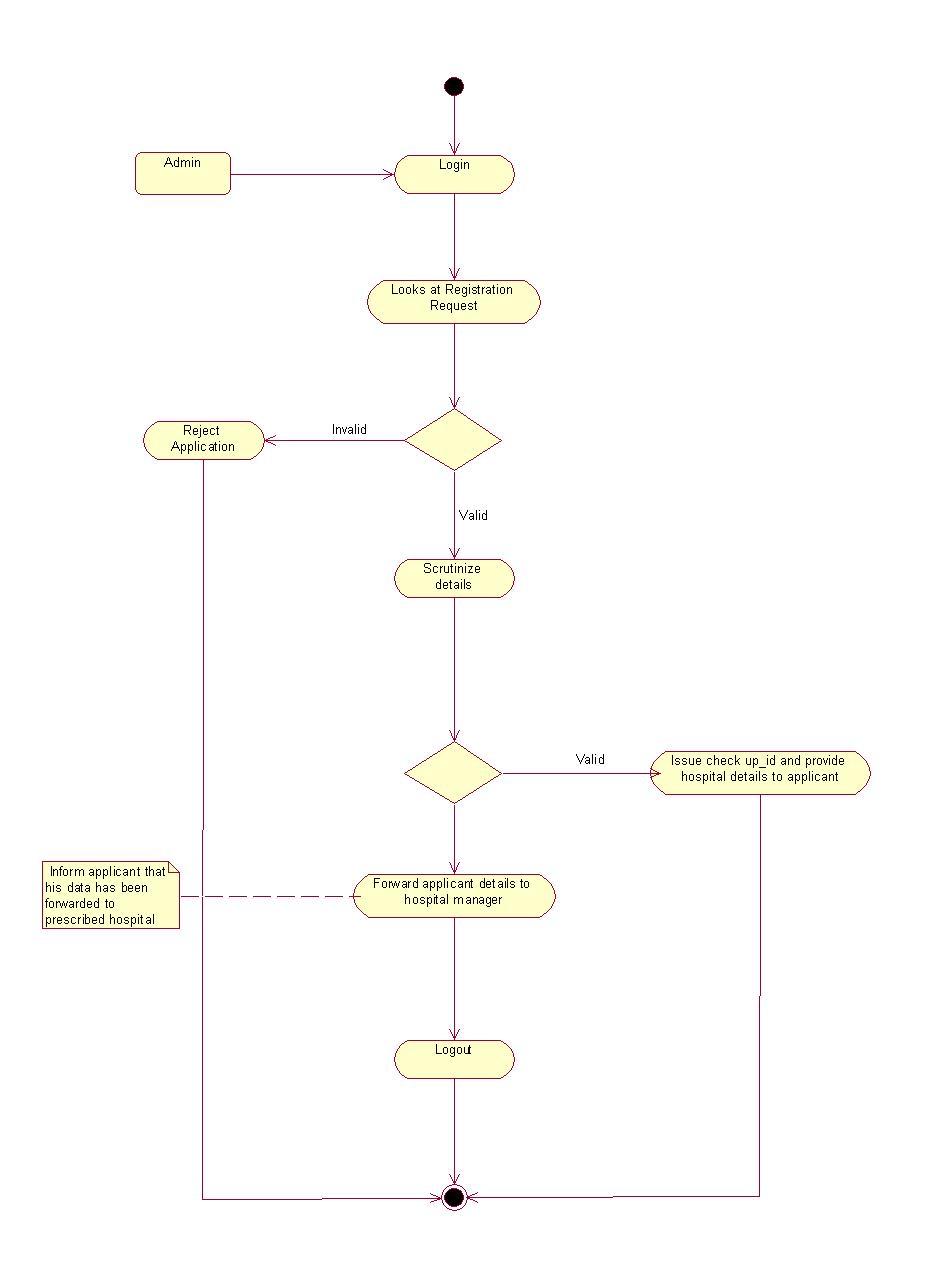 Admin
Login
Looks at Registration
Request
Invalid
Reject
Application
Valid
Scrutinize
details
Valid
Issue check up_id and provide
hospital details to applicant
Inform applicant that
his data has been
forwarded to
prescribed hospital
Forward applicant details to
hospital manager
Logout